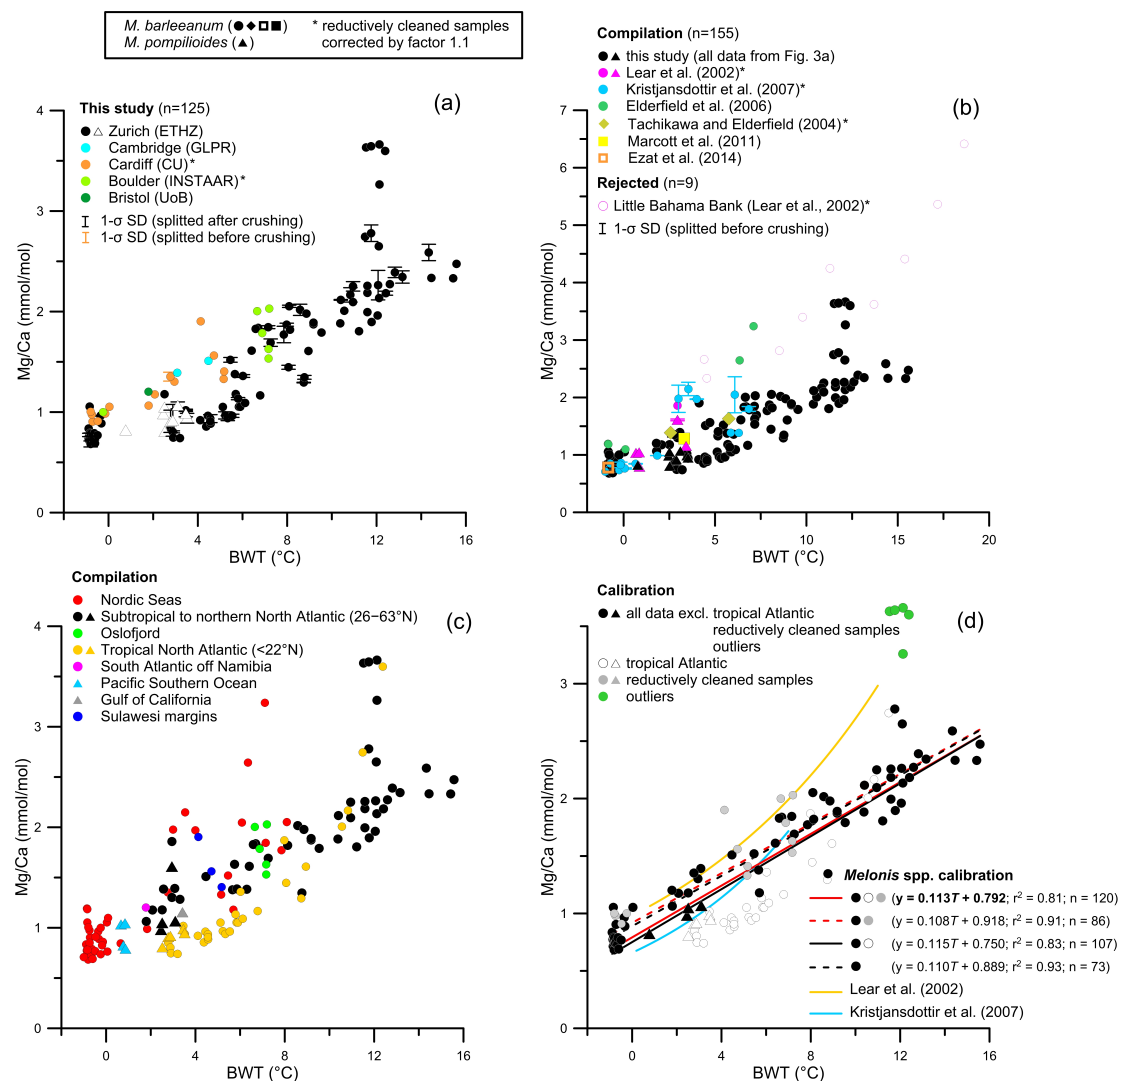 M. barleeanum (●◆□■) * reductively cleaned samples
M. pompilioides (▲) corrected by factor 1.1
(a)
This study (n=125)
Zurich (ETHZ)
Cambridge (GLPR)
Cardiff (CU)*
Boulder (INSTAAR)*
Bristol (UoB)
1-σ SD (splitted after crushing)
1-σ SD (splitted before crushing)
Mg/Ca (mmol/mol)
4
3
2
1
0
0 4 8 12 16
BWT (°C)
Compilation (n=155)
this study (all data from Fig. 3a)
Lear et al. (2002)*
Kristjansdottir et al. (2007)*
Elderfield et al. (2006)
Tachikawa and Elderfield (2004)*
Marcott et al. (2011)
Ezat et al. (2014)
Rejected (n=9)
Little Bahama Bank (Lear et al., 2002)*
1-σ SD (splitted before crushing)
(b)
Mg/Ca (mmol/mol)
7
6
5
4
3
2
1
0
0 5 10 15 20
BWT (°C)
Compilation
Nordic Seas
Subtropical to northern North Atlantic (26−63°N)
Oslofjord
Tropical North Atlantic (<22°N)
South Atlantic off Namibia
Pacific Southern Ocean
Gulf of California
Sulawesi margins
(c)
Mg/Ca (mmol/mol)
4
3
2
1
0
0 4 8 12 16
BWT (°C)
Calibration
all data excl. tropical Atlantic
reductively cleaned samples
outliers
tropical Atlantic
reductively cleaned samples
outliers
(d)
Mg/Ca (mmol/mol)
3
2
1
0
0 4 8 12 16
BWT (°C)
Melonis spp. calibration
(y = 0.113T + 0.792; r² = 0.81; n = 120)
(y = 0.108T + 0.918; r² = 0.91; n = 86)
(y = 0.115T + 0.750; r² = 0.83; n = 107)
(y = 0.110T + 0.889; r² = 0.93; n = 73)
Lear et al. (2002)
Kristjansdottir et al. (2007)